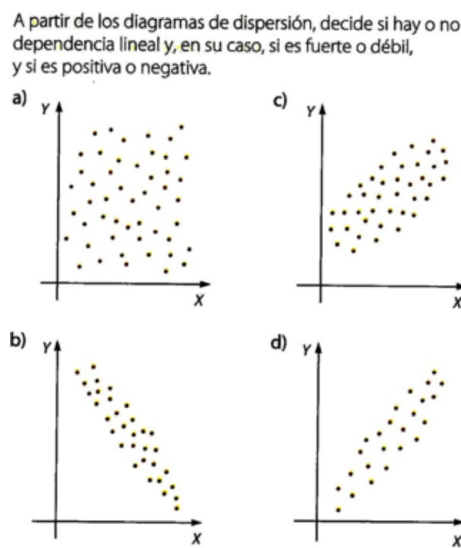 A partir de los diagramas de dispersión, decide si hay o no
dependencia lineal y, en su caso, si es fuerte o débil,
y si es positiva o negativa.
a) Y
X
c) Y
X
b) Y
X
d) Y
X